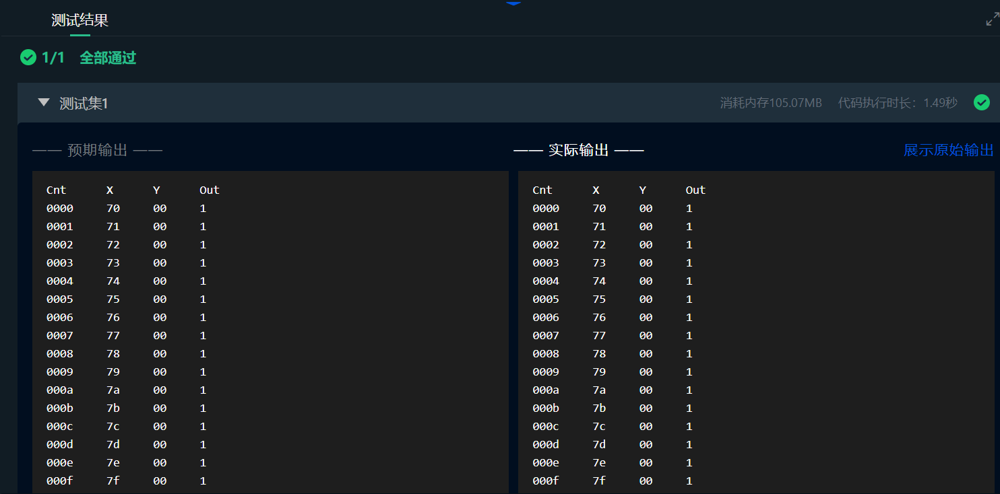 测试结果
1/1 全部通过
测试集1 消耗内存105.07MB 代码执行时长：1.49秒
—— 预期输出 —— —— 实际输出 —— 展示原始输出
Cnt X Y Out Cnt X Y Out
0000 70 00 1 0000 70 00 1
0001 71 00 1 0001 71 00 1
0002 72 00 1 0002 72 00 1
0003 73 00 1 0003 73 00 1
0004 74 00 1 0004 74 00 1
0005 75 00 1 0005 75 00 1
0006 76 00 1 0006 76 00 1
0007 77 00 1 0007 77 00 1
0008 78 00 1 0008 78 00 1
0009 79 00 1 0009 79 00 1
000a 7a 00 1 000a 7a 00 1
000b 7b 00 1 000b 7b 00 1
000c 7c 00 1 000c 7c 00 1
000d 7d 00 1 000d 7d 00 1
000e 7e 00 1 000e 7e 00 1
000f 7f 00 1 000f 7f 00 1